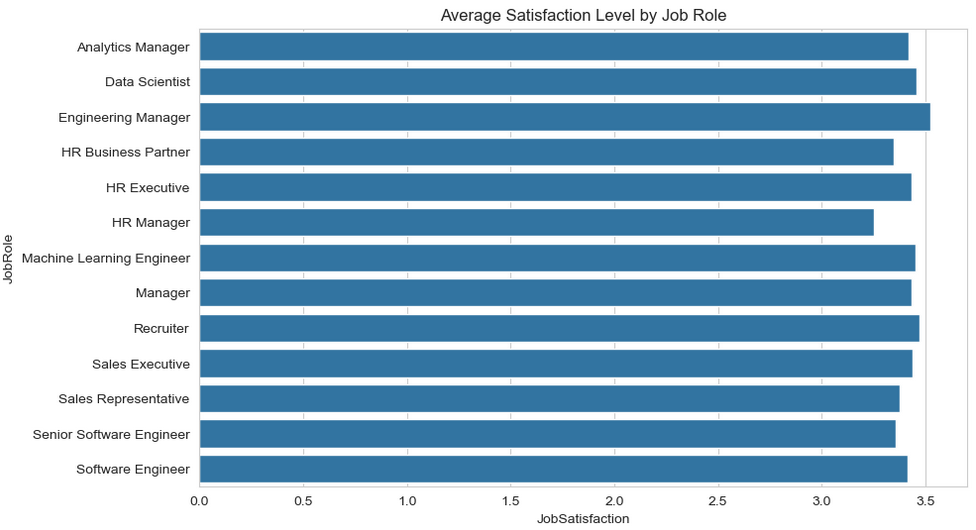 Average Satisfaction Level by Job Role
JobRole
Analytics Manager
Data Scientist
Engineering Manager
HR Business Partner
HR Executive
HR Manager
Machine Learning Engineer
Manager
Recruiter
Sales Executive
Sales Representative
Senior Software Engineer
Software Engineer
0.0 0.5 1.0 1.5 2.0 2.5 3.0 3.5
JobSatisfaction